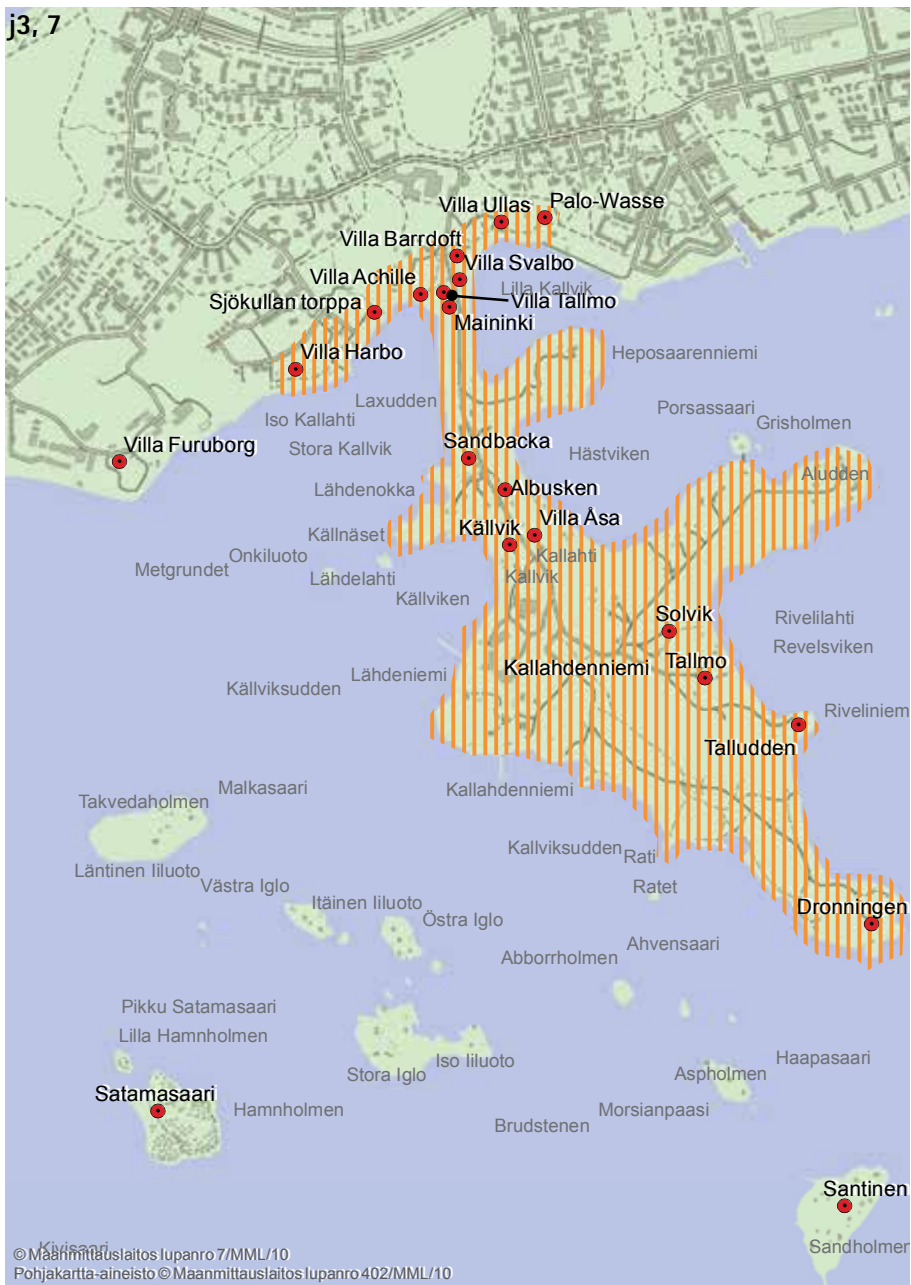 j3, 7
Villa Ullas
Palo-Wasse
Villa Barrdoft
Villa Svalbo
Villa Achille
Lilla Kallvik
Sjökullan torppa
Villa Tallmo
Maininki
Villa Harbo
Heposaarenniemi
Laxudden
Iso Kallahti
Porsassaari
Grisholmen
Villa Furuborg
Stora Kallvik
Sandbacka
Hästviken
Aludden
Lähdenokka
Albusken
Källnäset
Källvik
Villa Åsa
Onkiluoto
Kallahti
Metgrundet
Lähdelahti
Källvik
Källviken
Solvik
Rivelilahti
Revelsviken
Lähdeniemi
Kallahdenniemi
Tallmo
Källviksudden
Riveliniem
Talludden
Malkasaari
Kallahdenniemi
Takvedaholmen
Kallviksudden
Rati
Läntinen Iiluoto
Västra Iglo
Ratet
Itäinen Iiluoto
Östra Iglo
Dronningen
Ahvensaari
Abborrholmen
Pikku Satamasaari
Lilla Hamnholmen
Iso Iiluoto
Haapasaari
Stora Iglo
Aspholmen
Satamasaari
Hamnholmen
Morsianpaasi
Brudstenen
Santinen
Kivisaari
Sandholmen
© Maanmittauslaitos lupanro 7/MML/10
Pohjakartta-aineisto © Maanmittauslaitos lupanro 402/MML/10